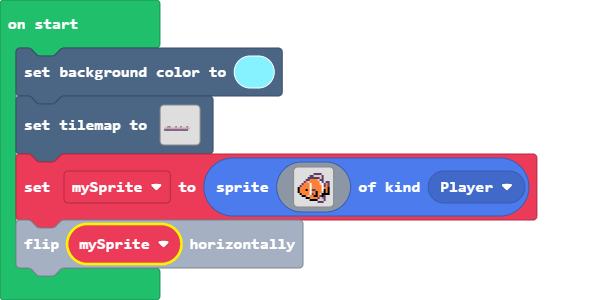 on start
set background color to
set tilemap to
set mySprite to sprite of kind Player
flip mySprite horizontally